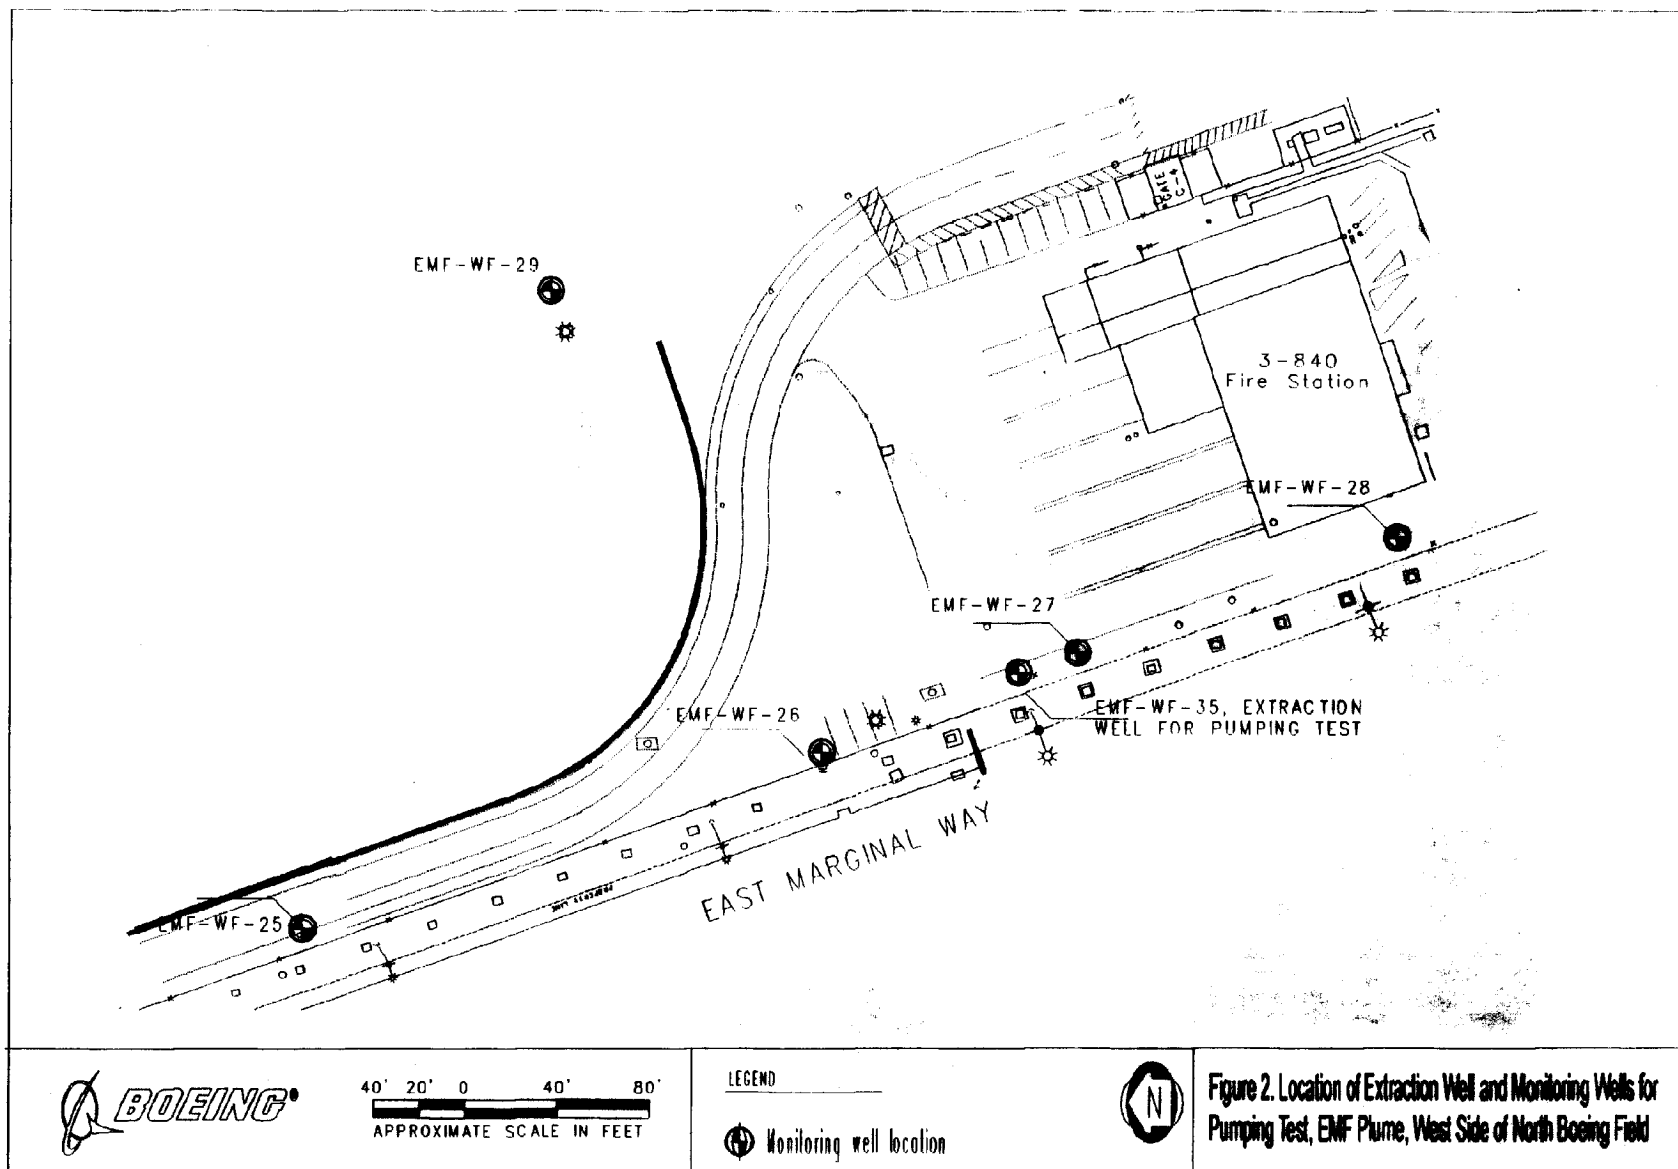 GATE
C-4
EMF-WF-29
3-840
Fire Station
EMF-WF-28
EMF-WF-27
EMF-WF-26
EMF-WF-35, EXTRACTION
WELL FOR PUMPING TEST
EAST MARGINAL WAY
EMF-WF-25
BOEING®
40' 20' 0 40' 80'
APPROXIMATE SCALE IN FEET
LEGEND
Monitoring well location
N
Figure 2. Location of Extraction Well and Monitoring Wells for
Pumping Test, EMF Plume, West Side of North Boeing Field